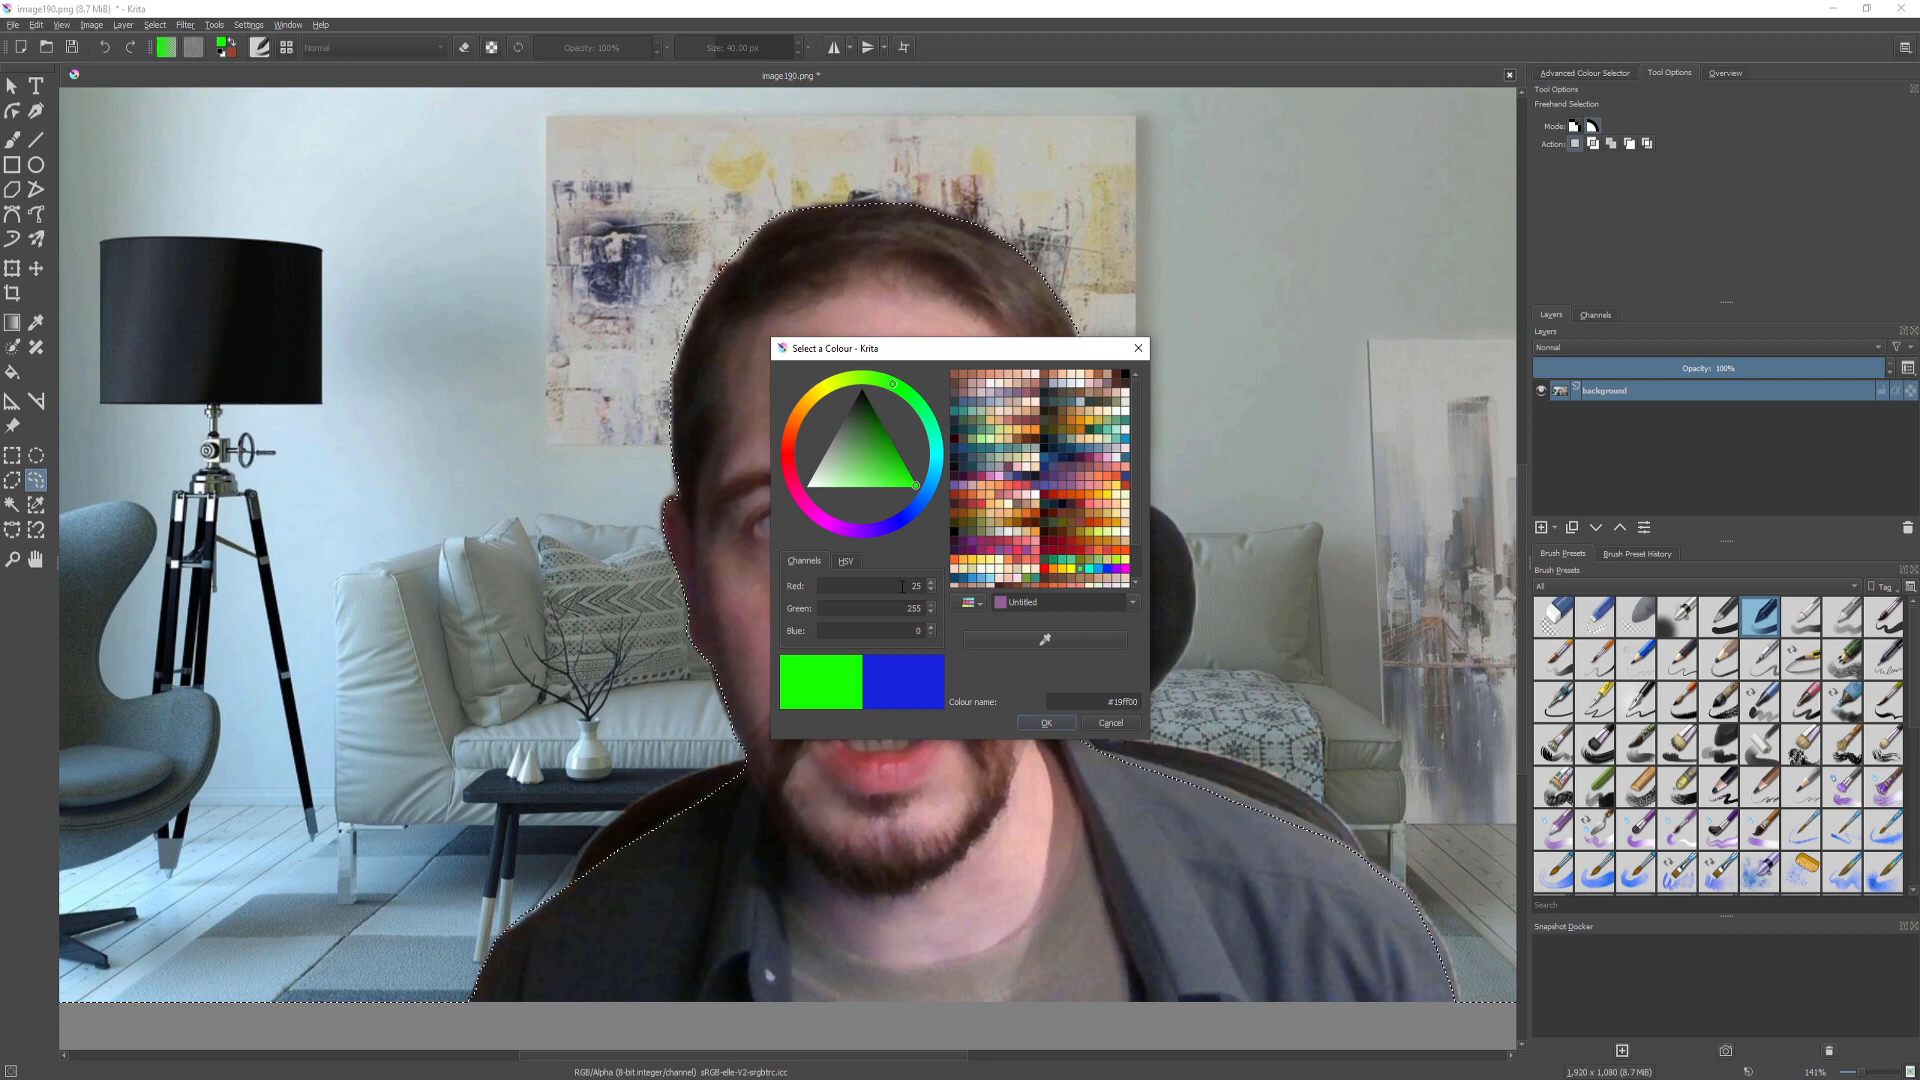 image190.png (8.7 MiB) * - Krita
File Edit View Image Layer Select Filter Tools Settings Window Help
Normal
Opacity: 100%
Size: 40.00 px
image190.png *
Advanced Colour Selector Tool Options Overview
Tool Options
Freehand Selection
Mode:
Action:
Select a Colour - Krita
Channels HSV
Red: 25
Green: 255
Blue: 0
Untitled
Colour name: #19ff00
OK Cancel
Layers Channels
Layers
Normal
Opacity: 100%
background
Brush Presets Brush Preset History
Brush Presets
All Tag
Search
Snapshot Docker
RGB/Alpha (8-bit integer/channel) sRGB-elle-V2-srgbtrc.icc
1,920 x 1,080 (8.7 MiB)
141%